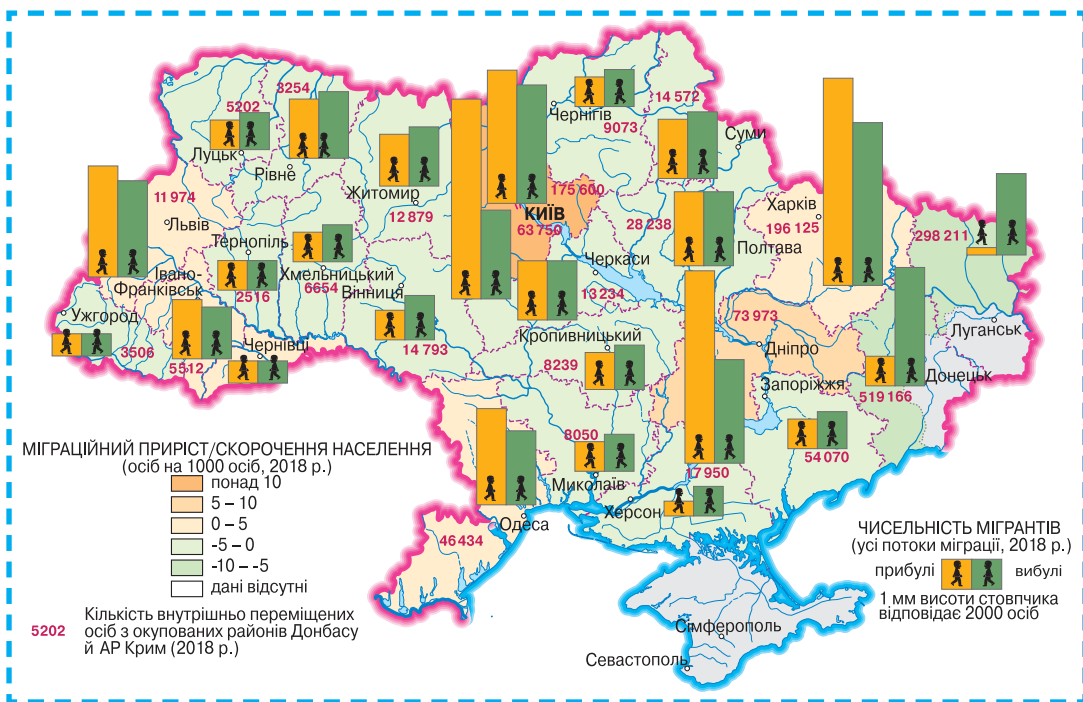 3254
5202
Луцьк
Рівне
Житомир
12 879
Чернігів
9073
14 572
Суми
11 974
Львів
175 600
КИЇВ
63 750
28 238
Полтава
Харків
196 125
298 211
Луганськ
Тернопіль
2516
Хмельницький
6654
Вінниця
14 793
Черкаси
13 234
Івано-
Франківськ
Ужгород
3506
5512
Чернівці
Кропивницький
8239
73 973
Дніпро
Запоріжжя
54 070
519 166
Донецьк
8050
Миколаїв
17 950
Херсон
Одеса
46 434
Сімферополь
Севастополь
МІГРАЦІЙНИЙ ПРИРІСТ/СКОРОЧЕННЯ НАСЕЛЕННЯ
(осіб на 1000 осіб, 2018 р.)
понад 10
5 – 10
0 – 5
-5 – 0
-10 – -5
дані відсутні
5202 Кількість внутрішньо переміщених
осіб з окупованих районів Донбасу
й АР Крим (2018 р.)
ЧИСЕЛЬНІСТЬ МІГРАНТІВ
(усі потоки міграції, 2018 р.)
прибулі вибулі
1 мм висоти стовпчика
відповідає 2000 осіб